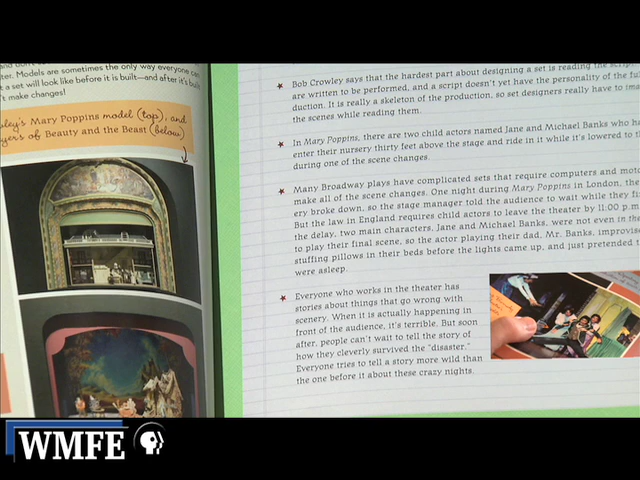 ter. Models are sometimes the only way everyone can
t a set will look like before it is built—and after it's built
't make changes!
ley's Mary Poppins model (top), and
yers of Beauty and the Beast (below)
Bob Crowley says that the hardest part about designing a set is reading the script.
are written to be performed, and a script doesn't yet have the personality of the ful
duction. It is really a skeleton of the production, so set designers really have to ima
the scenes while reading them.
In Mary Poppins, there are two child actors named Jane and Michael Banks who ha
enter their nursery thirty feet above the stage and ride in it while it's lowered to th
during one of the scene changes.
Many Broadway plays have complicated sets that require computers and moto
make all of the scene changes. One night during Mary Poppins in London, the
ery broke down, so the stage manager told the audience to wait while they fi
But the law in England requires child actors to leave the theater by 11:00 p.m
the delay, two main characters, Jane and Michael Banks, were not even in the
to play their final scene, so the actor playing their dad, Mr. Banks, improvise
stuffing pillows in their beds before the lights came up, and just pretended t
were asleep.
Everyone who works in the theater has
stories about things that go wrong with
scenery. When it is actually happening in
front of the audience, it's terrible. But soon
after, people can't wait to tell the story of
how they cleverly survived the "disaster."
Everyone tries to tell a story more wild than
the one before it about these crazy nights.
WMFE